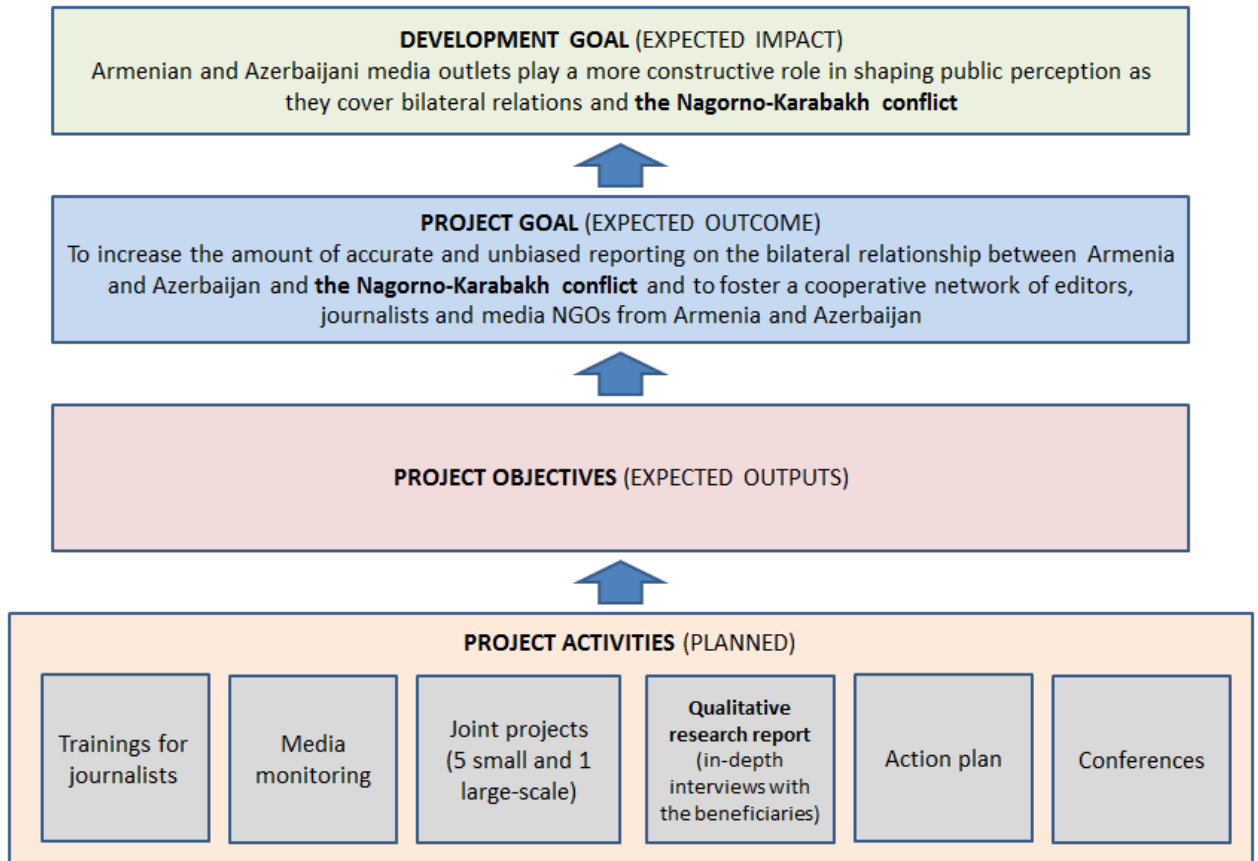 DEVELOPMENT GOAL (EXPECTED IMPACT)
Armenian and Azerbaijani media outlets play a more constructive role in shaping public perception as
they cover bilateral relations and the Nagorno-Karabakh conflict
PROJECT GOAL (EXPECTED OUTCOME)
To increase the amount of accurate and unbiased reporting on the bilateral relationship between Armenia
and Azerbaijan and the Nagorno-Karabakh conflict and to foster a cooperative network of editors,
journalists and media NGOs from Armenia and Azerbaijan
PROJECT OBJECTIVES (EXPECTED OUTPUTS)
PROJECT ACTIVITIES (PLANNED)
Trainings for
journalists
Media
monitoring
Joint projects
(5 small and 1
large-scale)
Qualitative
research report
(in-depth
interviews with
the beneficiaries)
Action plan
Conferences